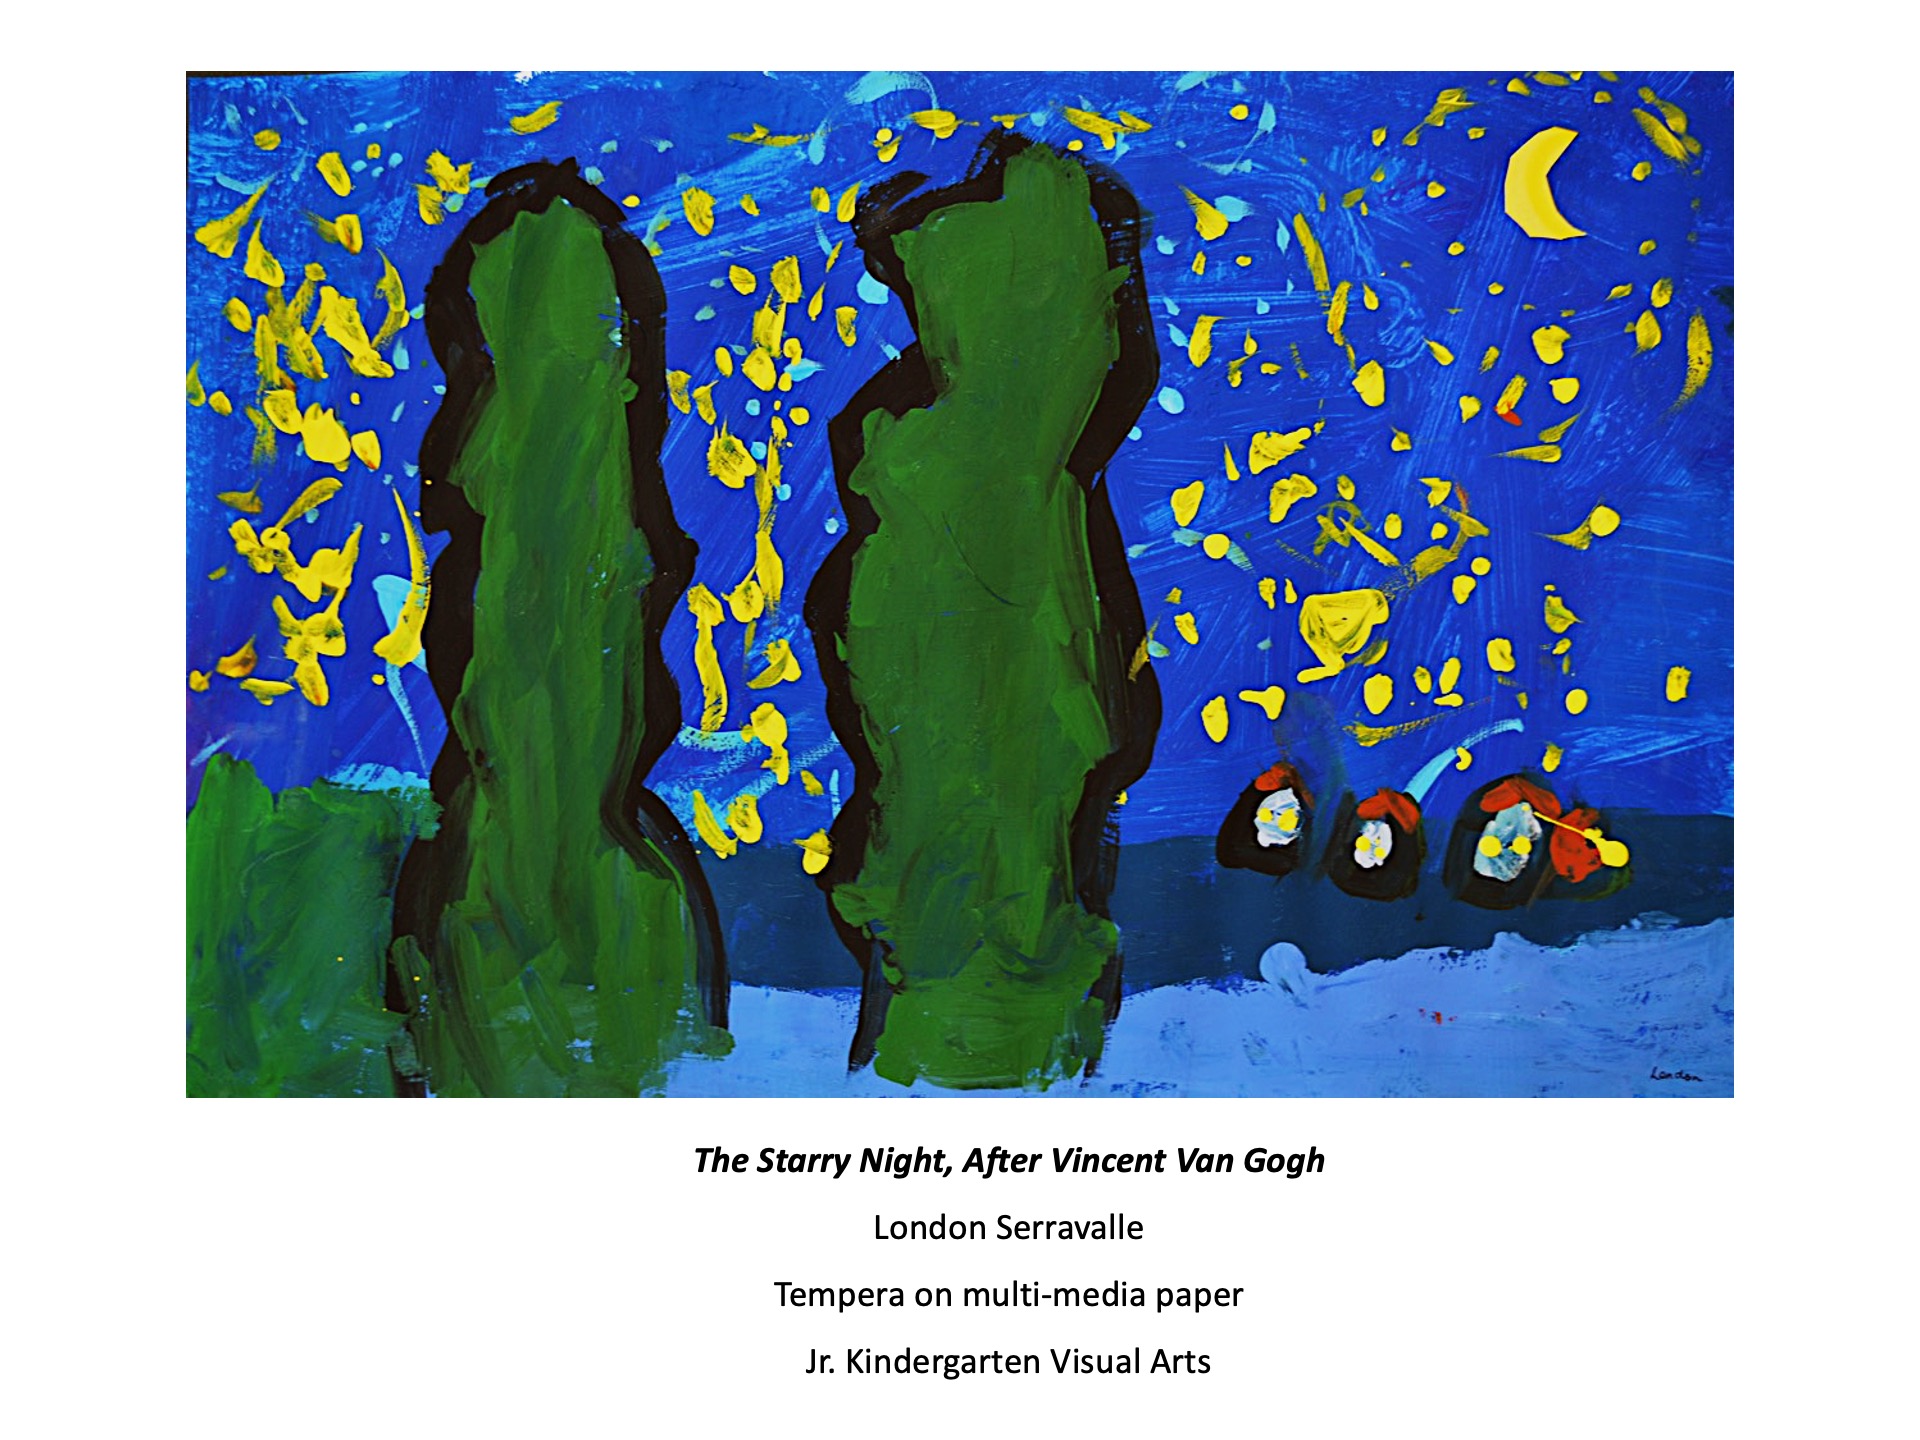 London
The Starry Night, After Vincent Van Gogh
London Serravalle
Tempera on multi-media paper
Jr. Kindergarten Visual Arts